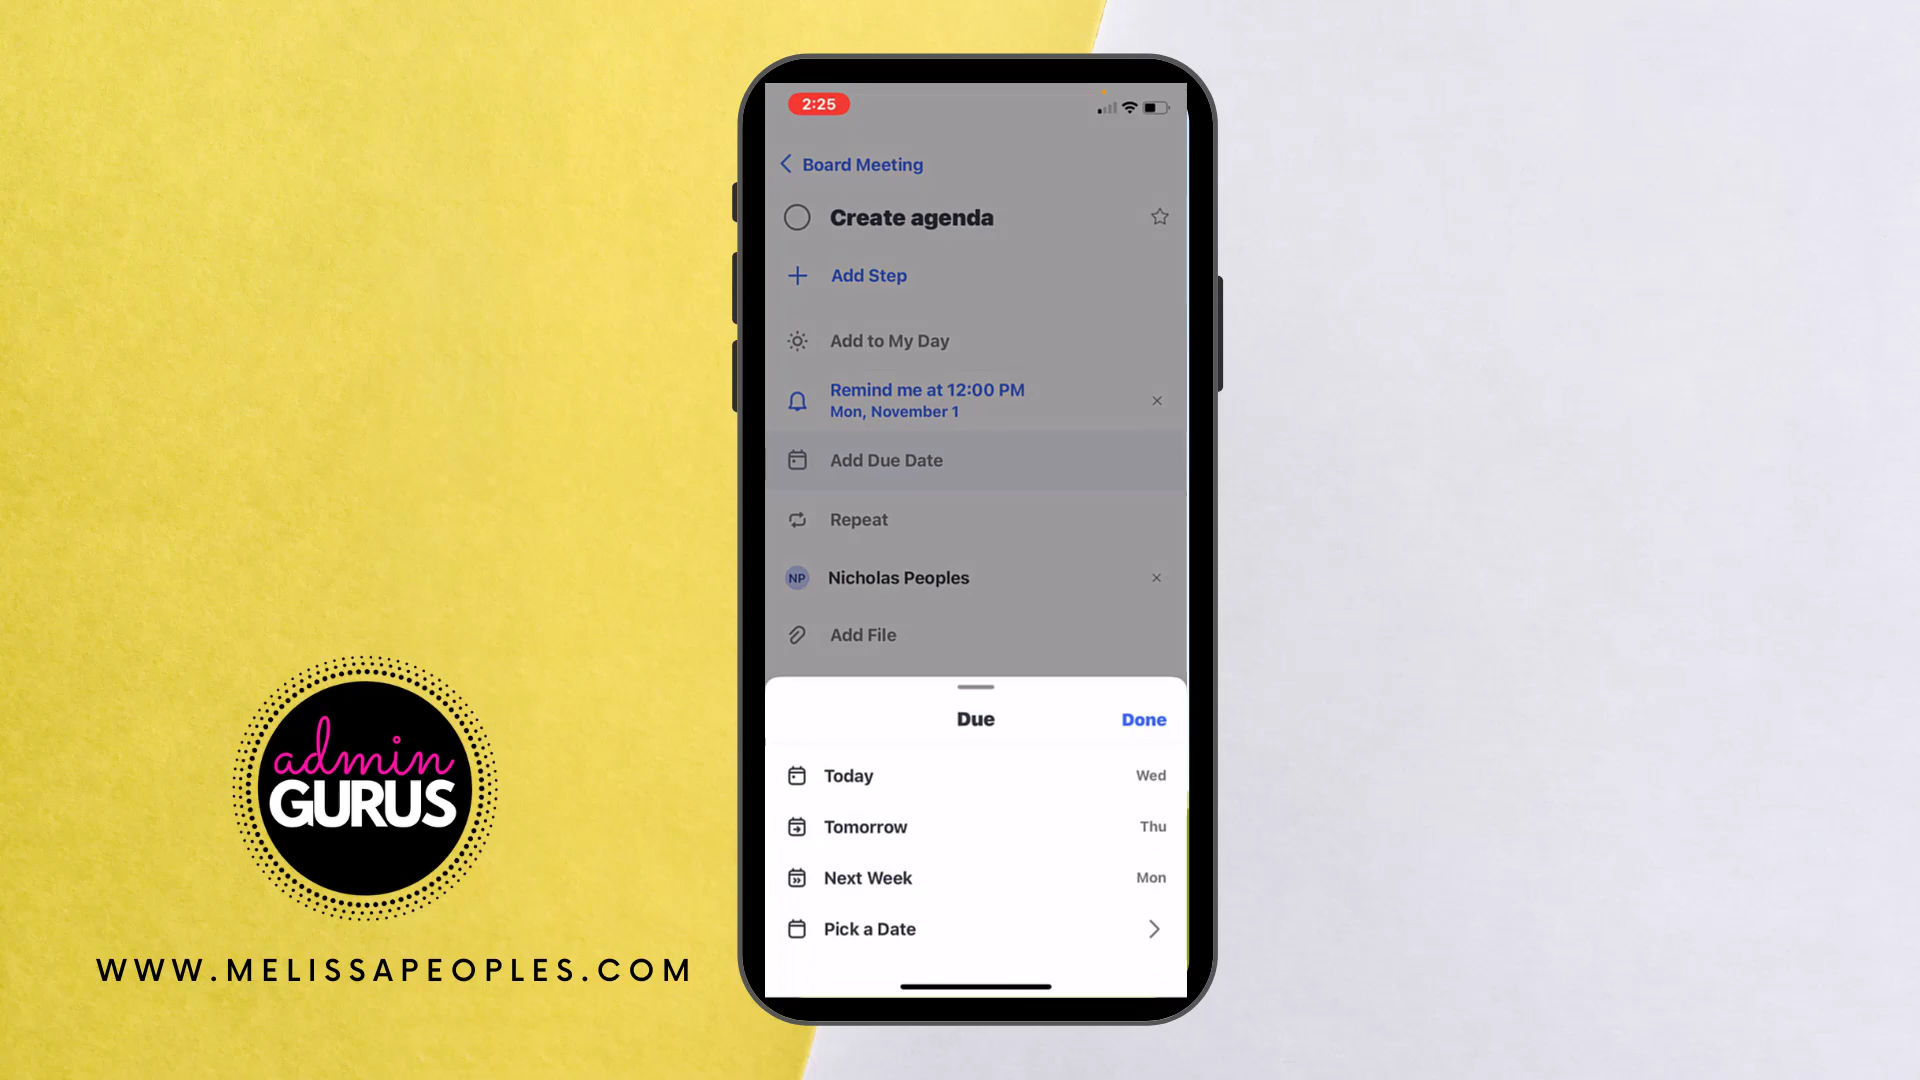 2:25
Board Meeting
Create agenda
Add Step
Add to My Day
Remind me at 12:00 PM
Mon, November 1
Add Due Date
Repeat
NP Nicholas Peoples
Add File
Due Done
Today Wed
Tomorrow Thu
Next Week Mon
Pick a Date
admin
GURUS
WWW.MELISSAPEOPLES.COM